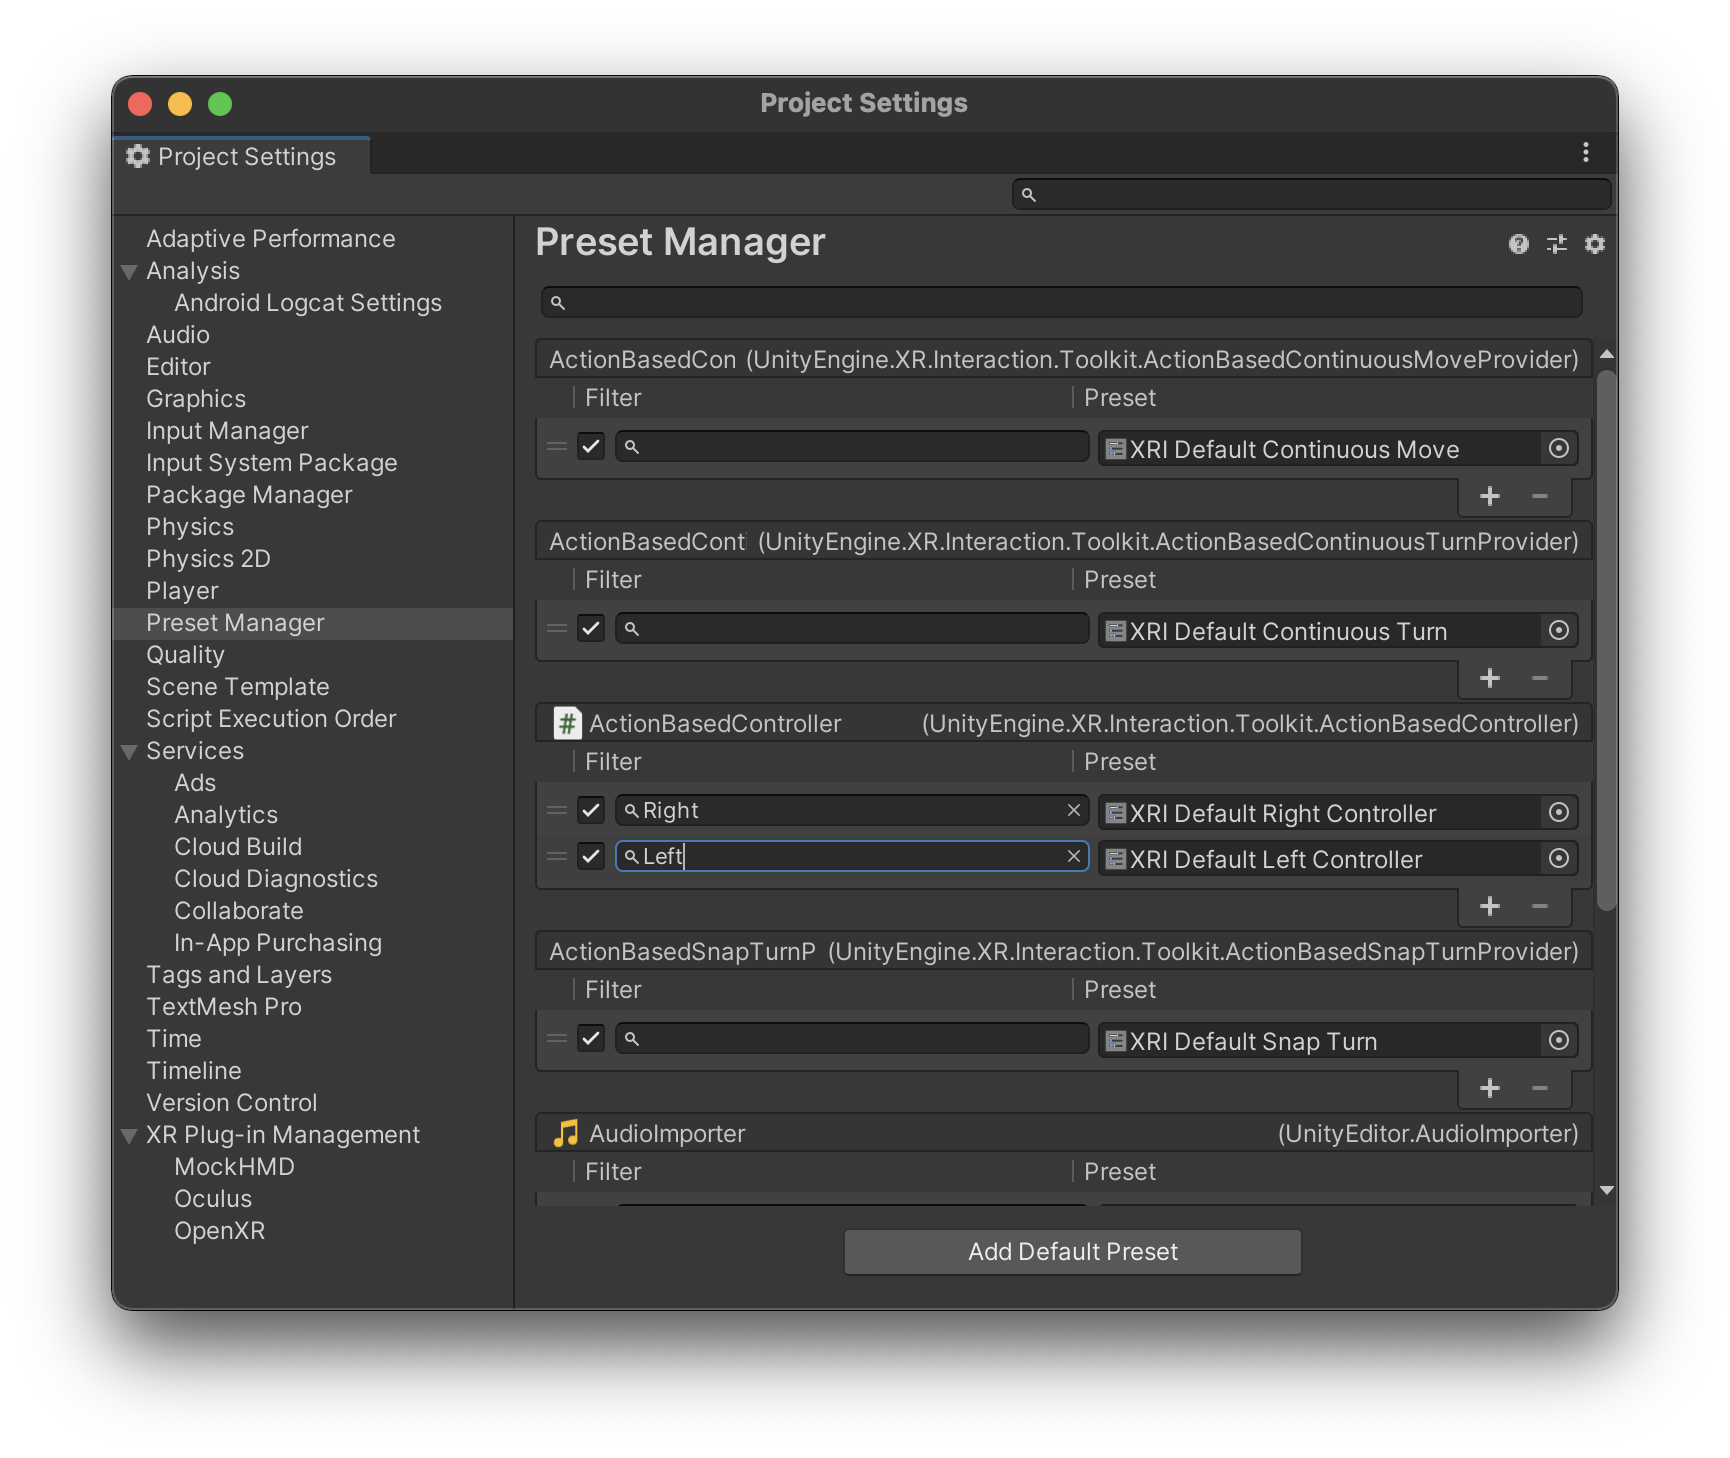 Project Settings
Project Settings
Adaptive Performance
Analysis
Android Logcat Settings
Audio
Editor
Graphics
Input Manager
Input System Package
Package Manager
Physics
Physics 2D
Player
Preset Manager
Quality
Scene Template
Script Execution Order
Services
Ads
Analytics
Cloud Build
Cloud Diagnostics
Collaborate
In-App Purchasing
Tags and Layers
TextMesh Pro
Time
Timeline
Version Control
XR Plug-in Management
MockHMD
Oculus
OpenXR
Preset Manager
ActionBasedCon (UnityEngine.XR.Interaction.Toolkit.ActionBasedContinuousMoveProvider)
Filter Preset
XRI Default Continuous Move
ActionBasedConti (UnityEngine.XR.Interaction.Toolkit.ActionBasedContinuousTurnProvider)
Filter Preset
XRI Default Continuous Turn
ActionBasedController (UnityEngine.XR.Interaction.Toolkit.ActionBasedController)
Filter Preset
Right XRI Default Right Controller
Left XRI Default Left Controller
ActionBasedSnapTurnP (UnityEngine.XR.Interaction.Toolkit.ActionBasedSnapTurnProvider)
Filter Preset
XRI Default Snap Turn
AudioImporter (UnityEditor.AudioImporter)
Filter Preset
Add Default Preset